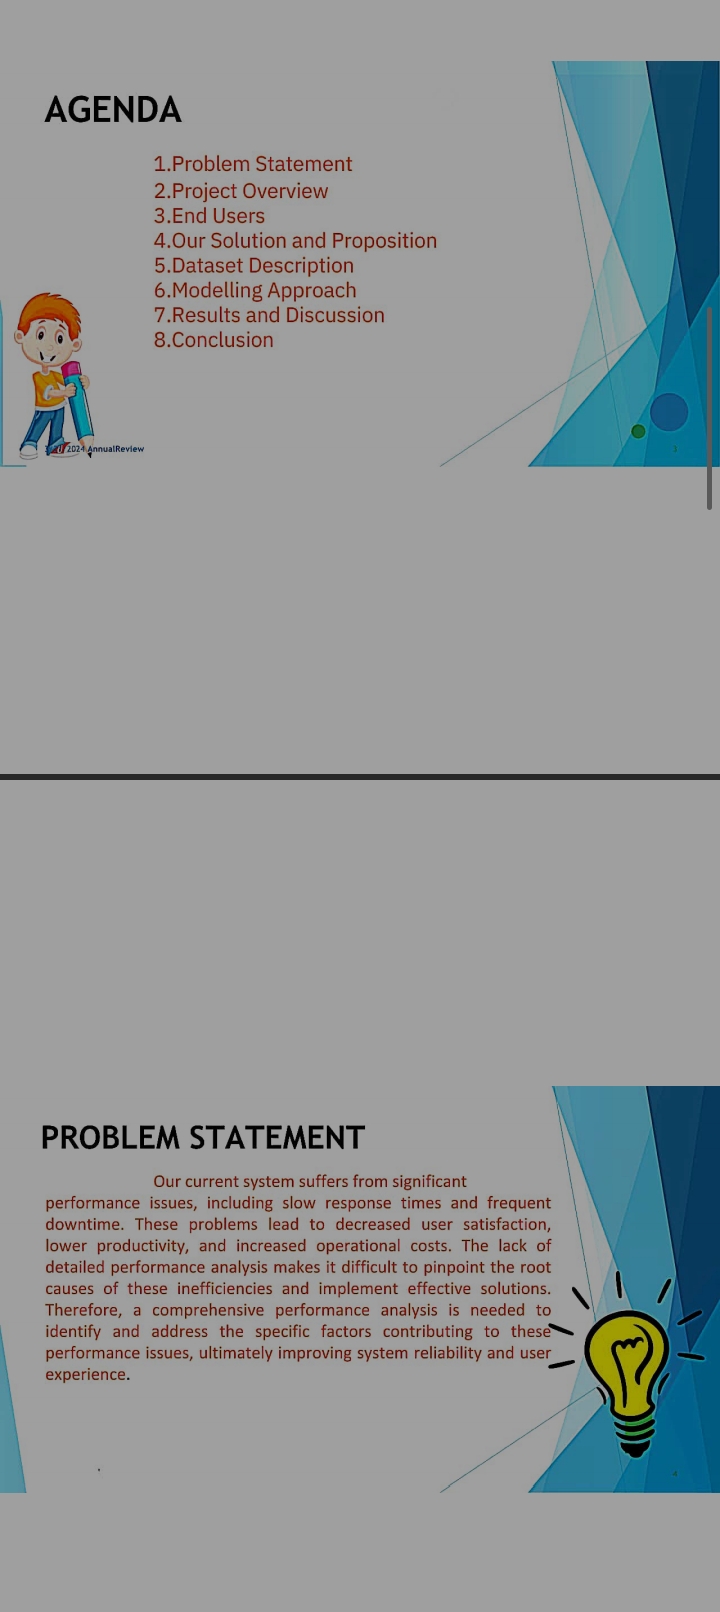 AGENDA
1.Problem Statement
2.Project Overview
3.End Users
4.Our Solution and Proposition
5.Dataset Description
6.Modelling Approach
7.Results and Discussion
8.Conclusion
2024 AnnualReview
3
PROBLEM STATEMENT
Our current system suffers from significant
performance issues, including slow response times and frequent
downtime. These problems lead to decreased user satisfaction,
lower productivity, and increased operational costs. The lack of
detailed performance analysis makes it difficult to pinpoint the root
causes of these inefficiencies and implement effective solutions.
Therefore, a comprehensive performance analysis is needed to
identify and address the specific factors contributing to these
performance issues, ultimately improving system reliability and user
experience.
4